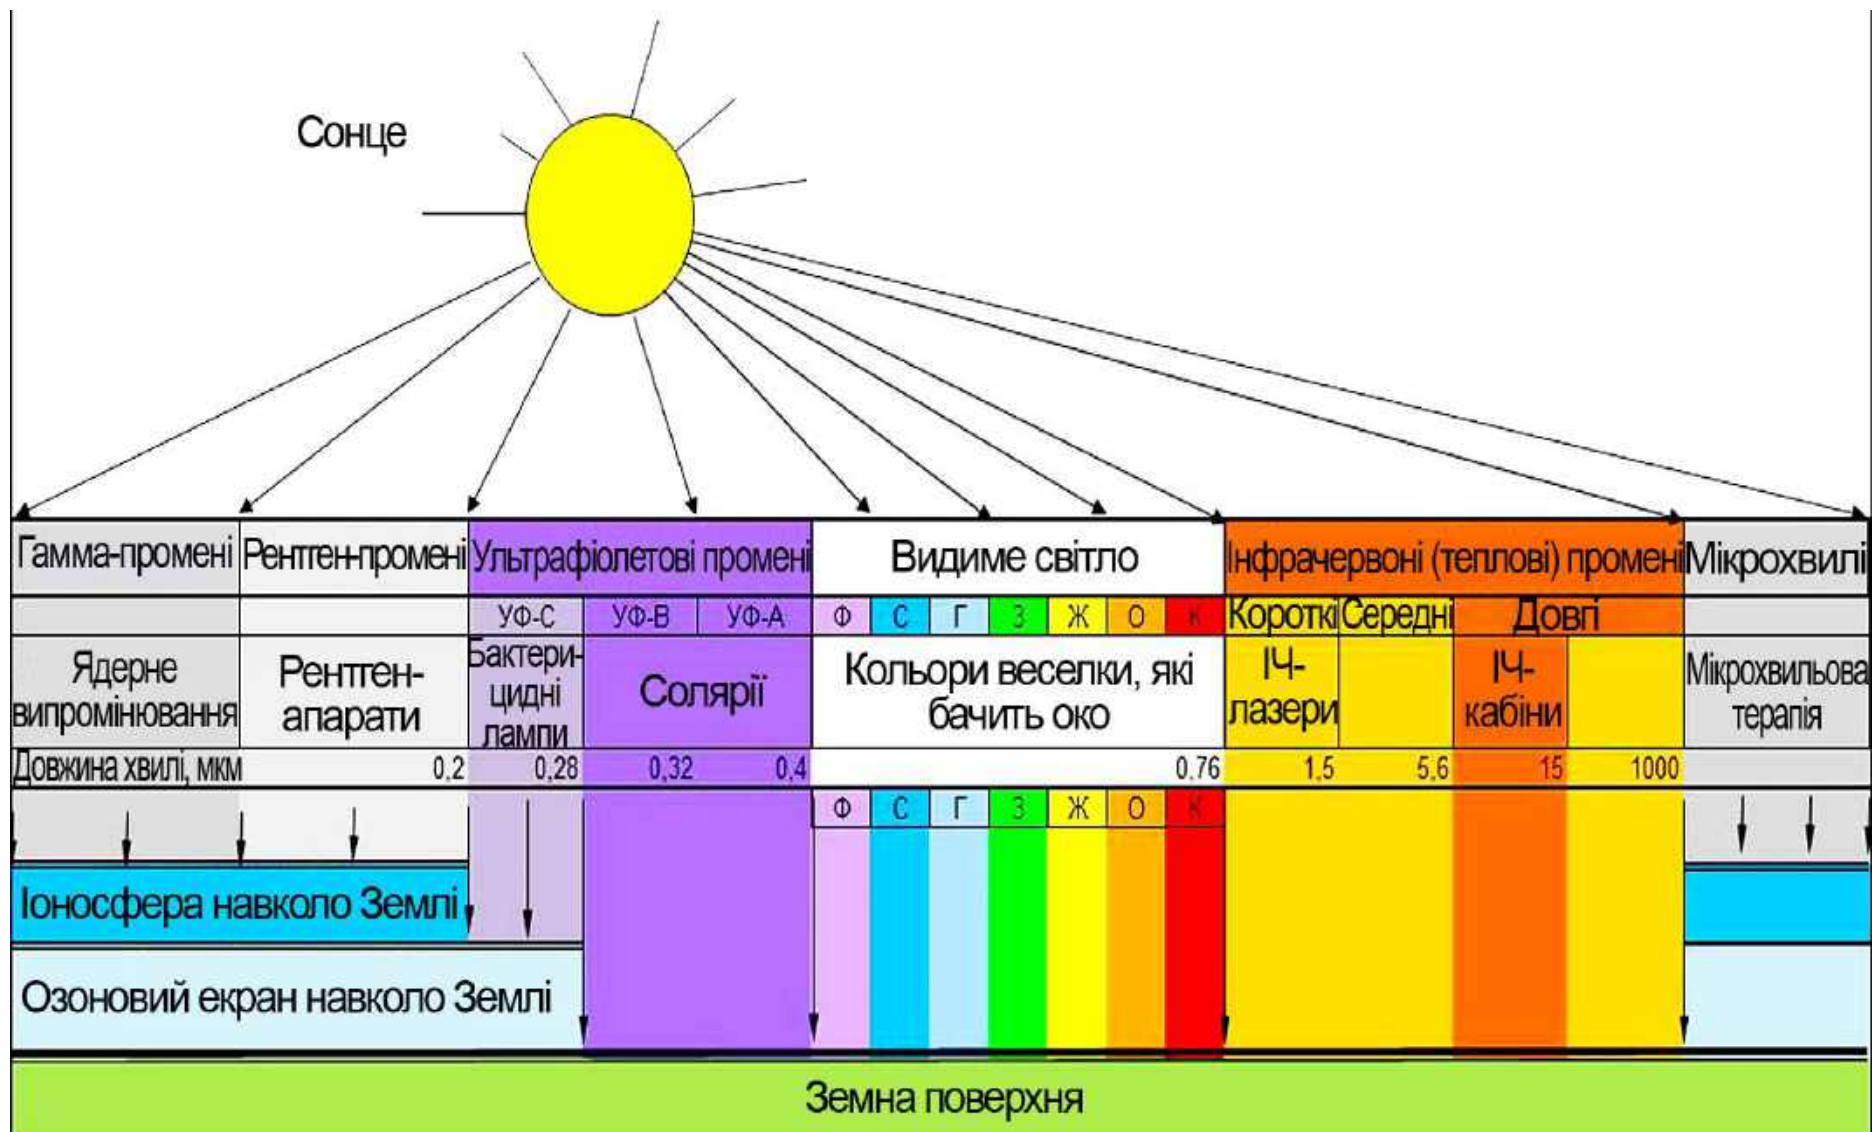 Сонце
Гамма-промені Рентген-промені Ультрафіолетові промені Видиме світло Інфрачервоні (теплові) промені Мікрохвилі
УФ-С УФ-В УФ-А Ф С Г З Ж О К Короткі Середні Довгі
Ядерне випромінювання
Рентген-апарати
Бактери-
цидні
лампи
Солярії
Кольори веселки, які
бачить око
ІЧ-
лазери
ІЧ-
кабіни
Мікрохвильова
терапія
Довжина хвилі, мкм 0,2 0,28 0,32 0,4 0,76 1,5 5,6 15 1000
Ф С Г З Ж О К
Іоносфера навколо Землі
Озоновий екран навколо Землі
Земна поверхня